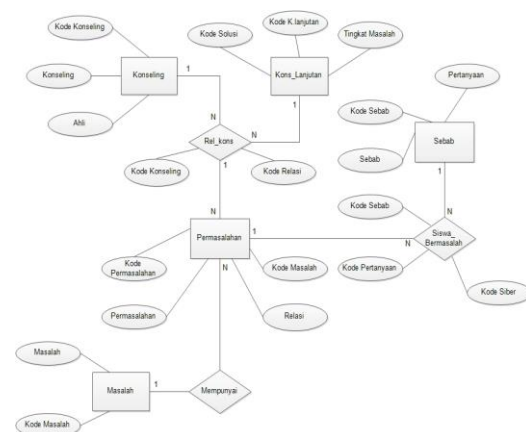 Kode Konseling
Konseling
Konseling
Ahli
Kode Solusi
Kode K.lanjutan
Tingkat Masalah
Kons_Lanjutan
1
1
N
N
Rel_kons
Kode Konseling
Kode Relasi
1
N
Pertanyaan
Kode Sebab
Sebab
Sebab
1
N
Kode Sebab
Siswa_
Bermasalah
Kode Pertanyaan
N
Kode Siber
Permasalahan
1
Kode
Permasalahan
Kode Masalah
Permasalahan
N
Relasi
Masalah
Masalah
1
Mempunyai
Kode Masalah